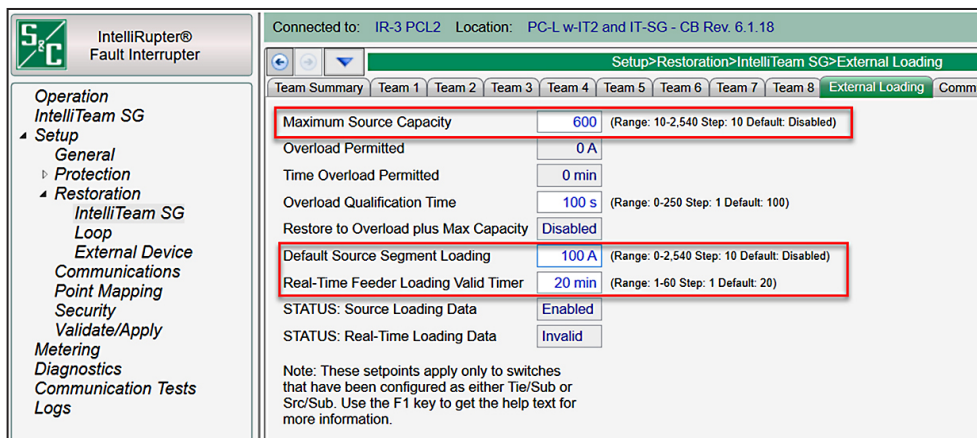 S&C
IntelliRupter®
Fault Interrupter
Operation
IntelliTeam SG
Setup
General
Protection
Restoration
IntelliTeam SG
Loop
External Device
Communications
Point Mapping
Security
Validate/Apply
Metering
Diagnostics
Communication Tests
Logs
Connected to: IR-3 PCL2 Location: PC-L w-IT2 and IT-SG - CB Rev. 6.1.18
Setup>Restoration>IntelliTeam SG>External Loading
Team Summary Team 1 Team 2 Team 3 Team 4 Team 5 Team 6 Team 7 Team 8 External Loading Comm
Maximum Source Capacity 600 (Range: 10-2,540 Step: 10 Default: Disabled)
Overload Permitted 0 A
Time Overload Permitted 0 min
Overload Qualification Time 100 s (Range: 0-250 Step: 1 Default: 100)
Restore to Overload plus Max Capacity Disabled
Default Source Segment Loading 100 A (Range: 0-2,540 Step: 10 Default: Disabled)
Real-Time Feeder Loading Valid Timer 20 min (Range: 1-60 Step: 1 Default: 20)
STATUS: Source Loading Data Enabled
STATUS: Real-Time Loading Data Invalid
Note: These setpoints apply only to switches
that have been configured as either Tie/Sub or
Src/Sub. Use the F1 key to get the help text for
more information.